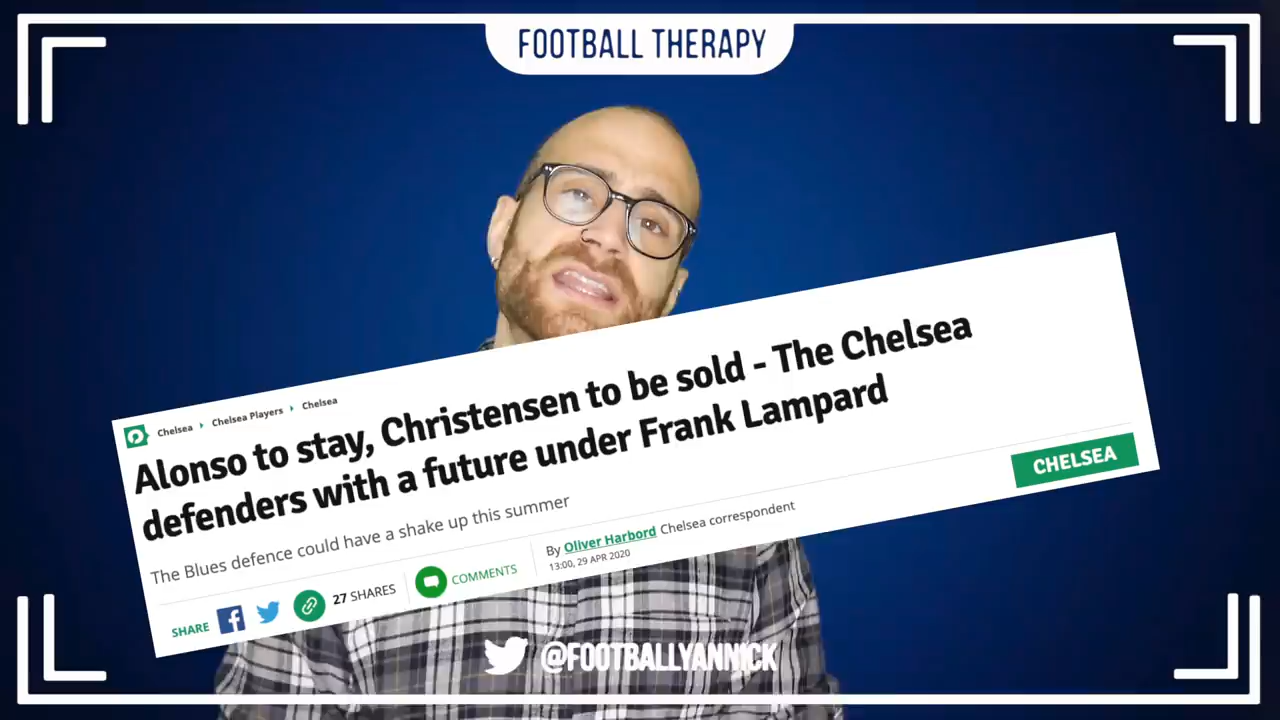 FOOTBALL THERAPY
Chelsea Chelsea Players Chelsea
Alonso to stay, Christensen to be sold - The Chelsea
defenders with a future under Frank Lampard
The Blues defence could have a shake up this summer
CHELSEA
SHARE 27 SHARES COMMENTS
By Oliver Harbord Chelsea correspondent
13:00, 29 APR 2020
@FOOTBALLYANNICK